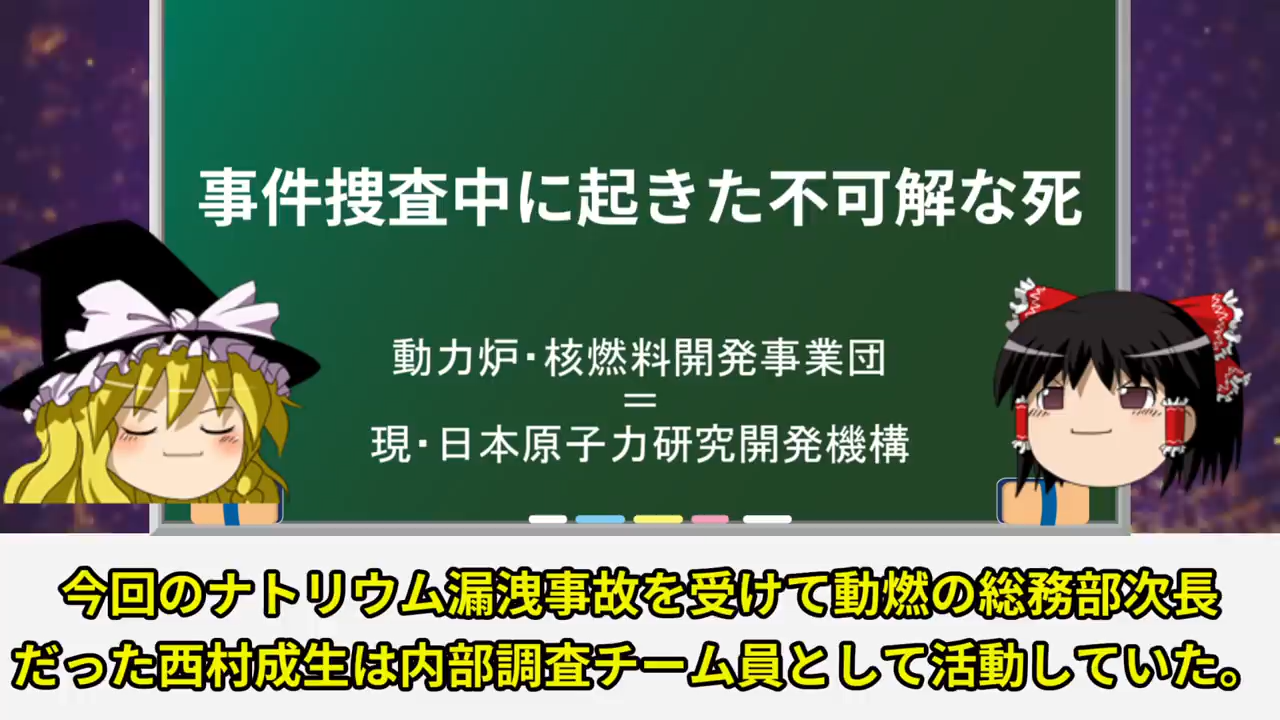 事件捜査中に起きた不可解な死
動力炉・核燃料開発事業団
＝
現・日本原子力研究開発機構
今回のナトリウム漏洩事故を受けて動燃の総務部次長
だった西村成生は内部調査チーム員として活動していた。